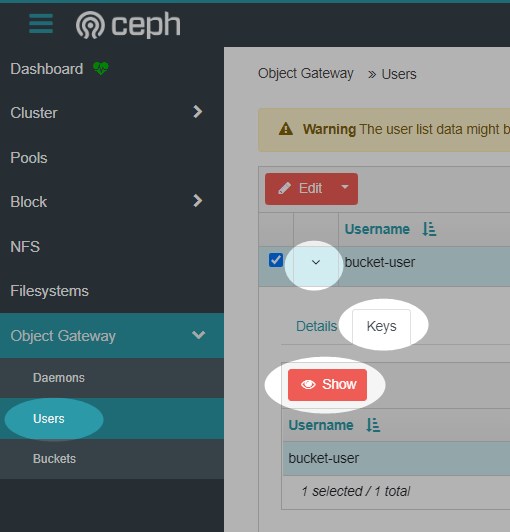 ceph
Dashboard
Cluster
Pools
Block
NFS
Filesystems
Object Gateway
Daemons
Users
Buckets
Object Gateway » Users
Warning The user list data might b
Edit
Username
bucket-user
Details Keys
Show
Username
bucket-user
1 selected / 1 total